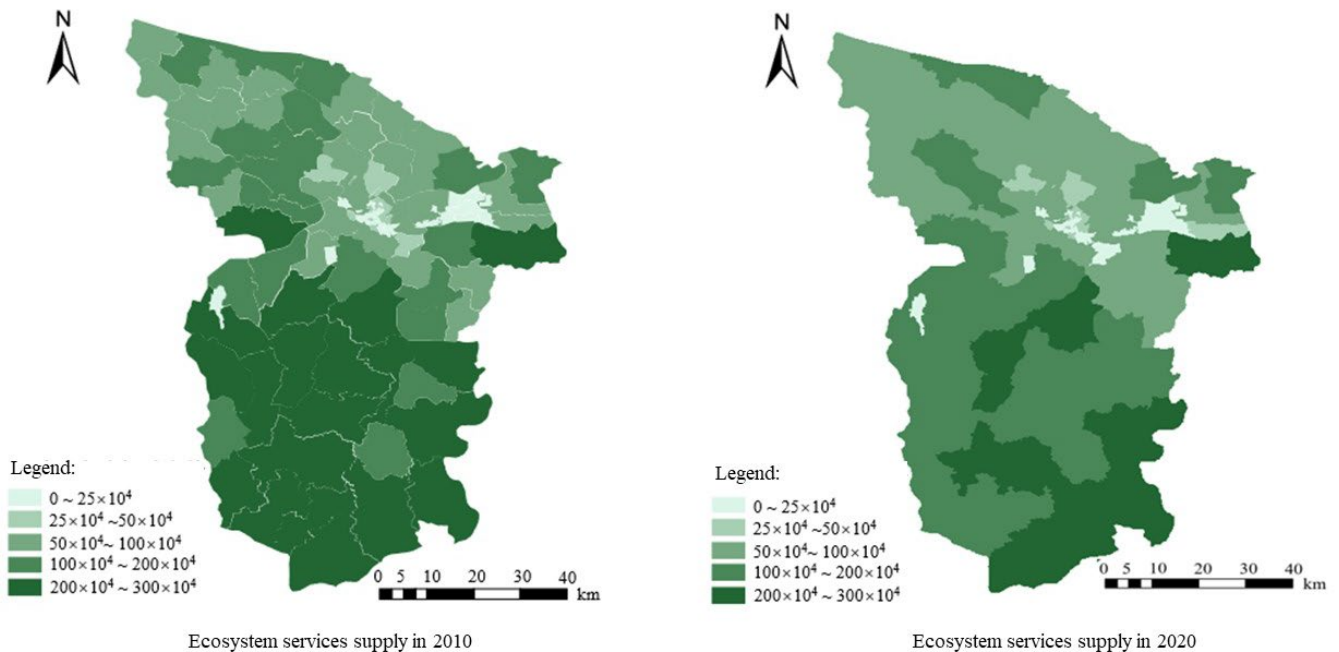 N
Legend:
0 ~ 25×10⁴
25×10⁴ ~50×10⁴
50×10⁴~ 100×10⁴
100×10⁴ ~ 200×10⁴
200×10⁴ ~ 300×10⁴
0 5 10 20 30 40
km
Ecosystem services supply in 2010
N
Legend:
0 ~ 25×10⁴
25×10⁴ ~50×10⁴
50×10⁴~ 100×10⁴
100×10⁴ ~ 200×10⁴
200×10⁴ ~ 300×10⁴
0 5 10 20 30 40
km
Ecosystem services supply in 2020